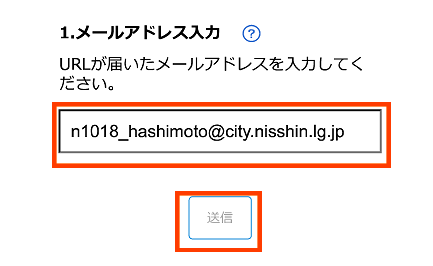 1.メールアドレス入力 ?
URLが届いたメールアドレスを入力してく
ださい。
n1018_hashimoto@city.nisshin.lg.jp
送信